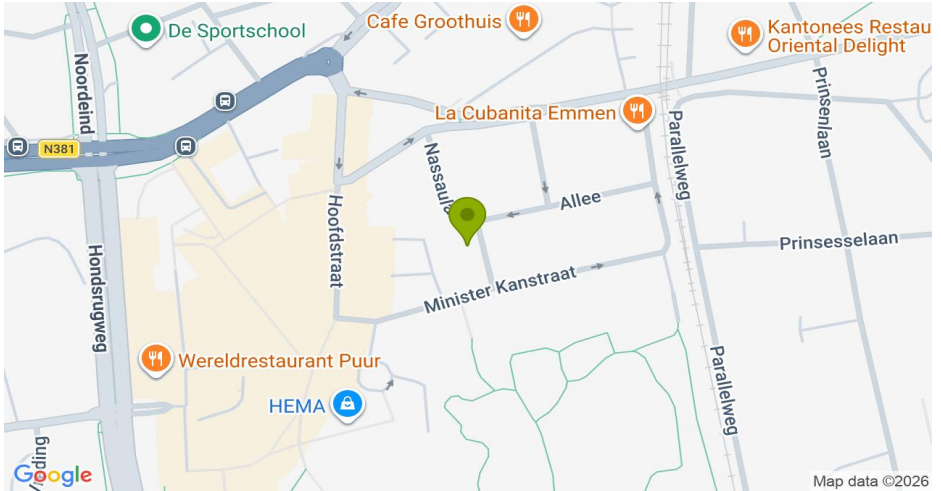 De Sportschool
Cafe Groothuis
Kantonees Restau
Oriental Delight
Noordeind
N381
La Cubanita Emmen
Prinsenlaan
Parallelweg
Nassaula
Allee
Hoofdstraat
Prinsesselaan
Hondsrugweg
Minister Kanstraat
Wereldrestaurant Puur
Parallelweg
HEMA
Google
Map data ©2026